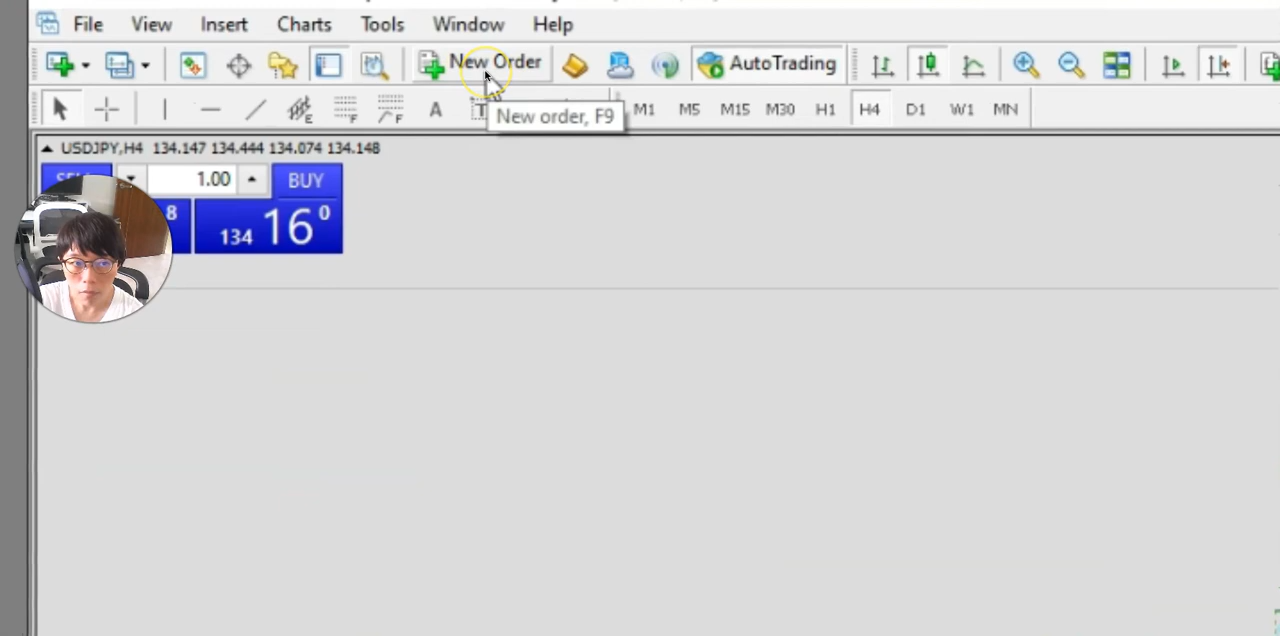 File View Insert Charts Tools Window Help
New Order AutoTrading
E F F A T M1 M5 M15 M30 H1 H4 D1 W1 MN
New order, F9
USDJPY,H4 134.147 134.444 134.074 134.148
1.00 BUY
8 134 16 0